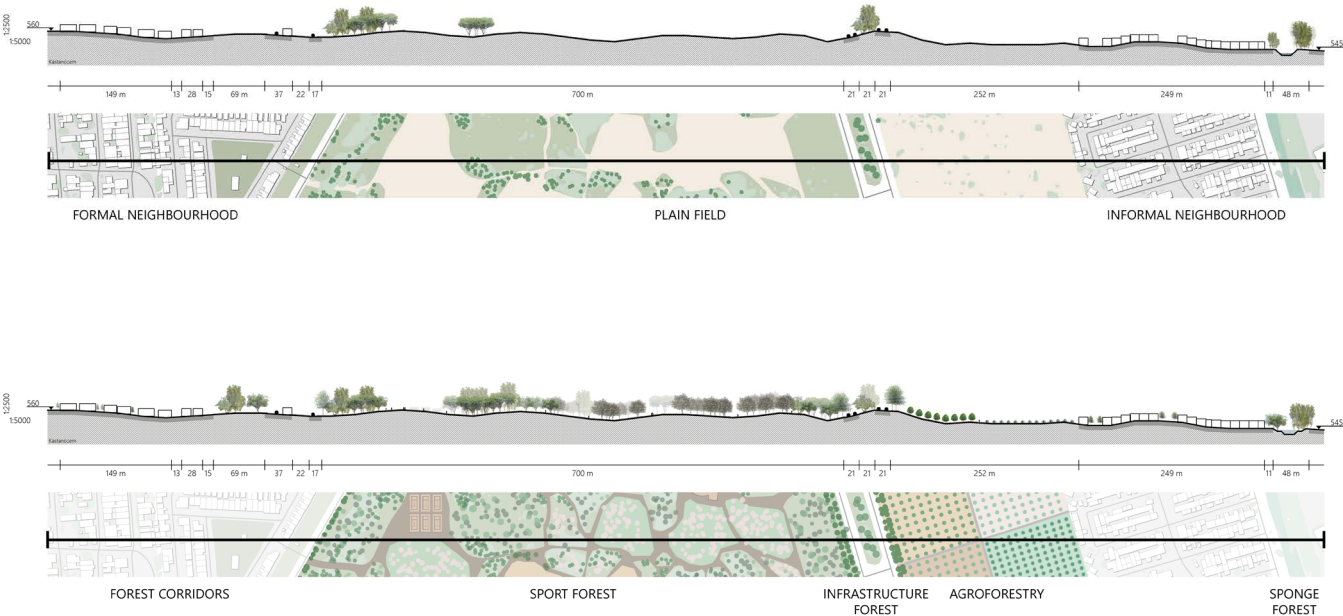 1:2500
1:5000
560
545
Kastanozem
149 m 13 28 15 69 m 37 22 17 700 m 21 21 21 252 m 249 m 11 48 m
FORMAL NEIGHBOURHOOD PLAIN FIELD INFORMAL NEIGHBOURHOOD
1:2500
1:5000
560
545
Kastanozem
149 m 13 28 15 69 m 37 22 17 700 m 21 21 21 252 m 249 m 11 48 m
FOREST CORRIDORS SPORT FOREST INFRASTRUCTURE FOREST AGROFORESTRY SPONGE FOREST